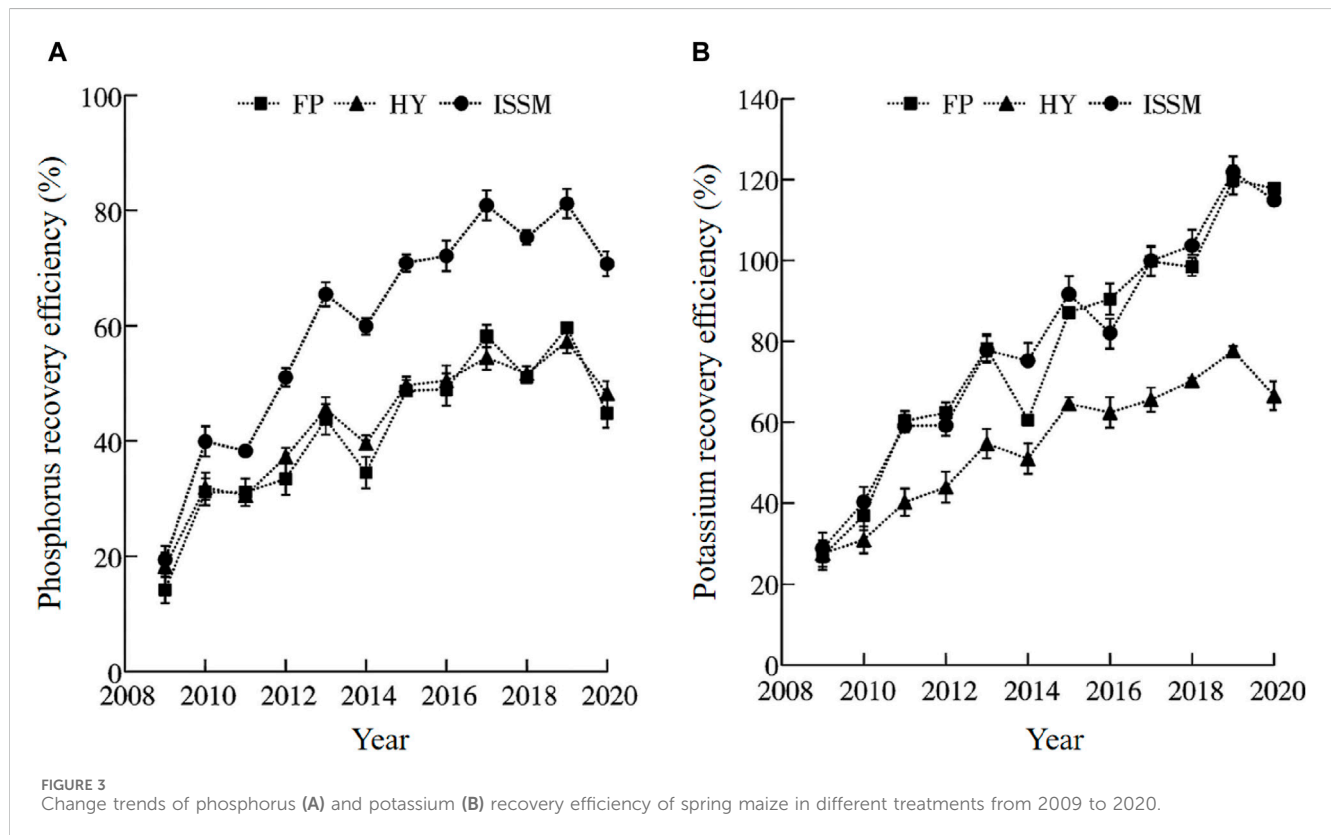 A
FP HY ISSM
Phosphorus recovery efficiency (%)
100
80
60
40
20
0
2008 2010 2012 2014 2016 2018 2020
Year
B
FP HY ISSM
Potassium recovery efficiency (%)
140
120
100
80
60
40
20
0
2008 2010 2012 2014 2016 2018 2020
Year
FIGURE 3
Change trends of phosphorus (A) and potassium (B) recovery efficiency of spring maize in different treatments from 2009 to 2020.